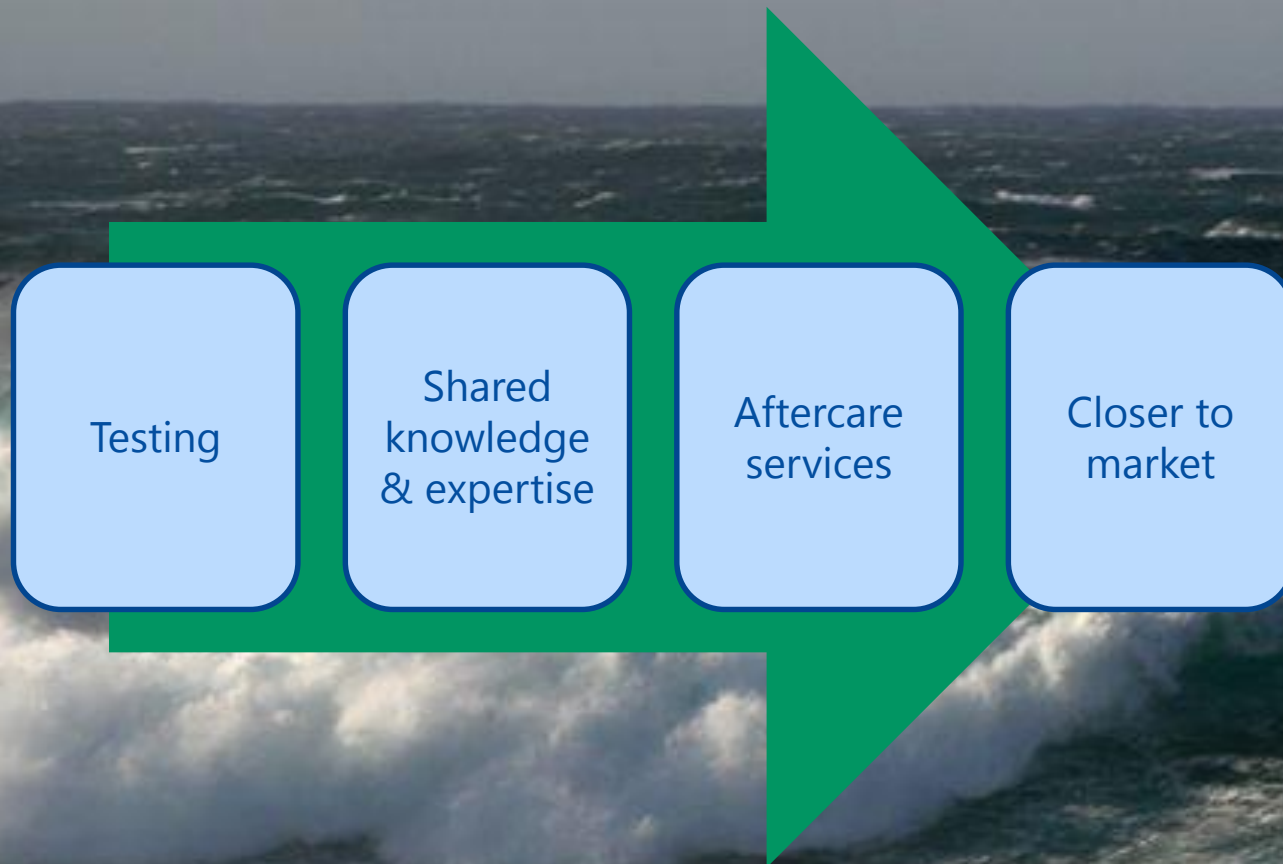 Testing
Shared
knowledge
& expertise
Aftercare
services
Closer to
market